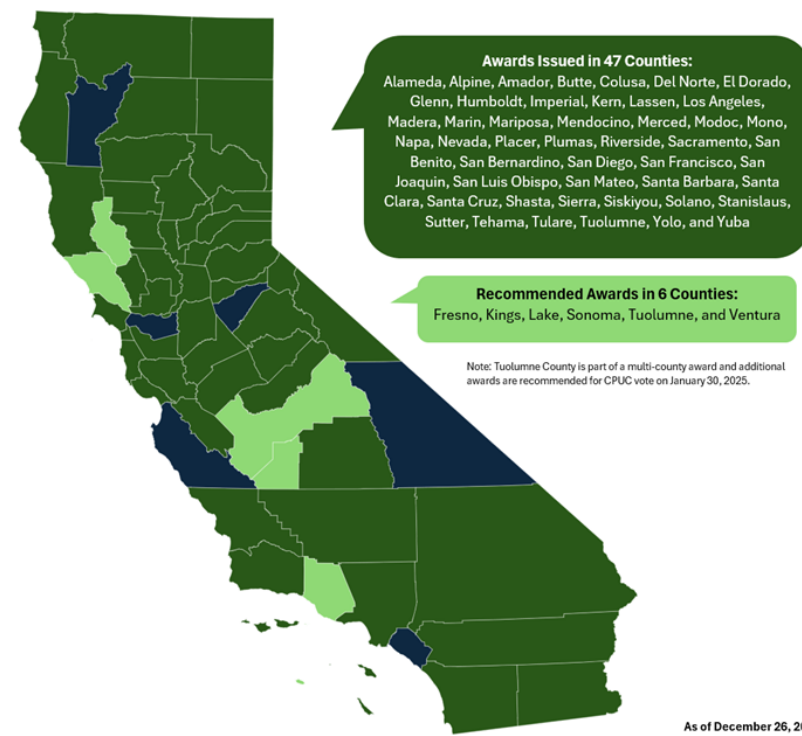 Awards Issued in 47 Counties:
Alameda, Alpine, Amador, Butte, Colusa, Del Norte, El Dorado,
Glenn, Humboldt, Imperial, Kern, Lassen, Los Angeles,
Madera, Marin, Mariposa, Mendocino, Merced, Modoc, Mono,
Napa, Nevada, Placer, Plumas, Riverside, Sacramento, San
Benito, San Bernardino, San Diego, San Francisco, San
Joaquin, San Luis Obispo, San Mateo, Santa Barbara, Santa
Clara, Santa Cruz, Shasta, Sierra, Siskiyou, Solano, Stanislaus,
Sutter, Tehama, Tulare, Tuolumne, Yolo, and Yuba
Recommended Awards in 6 Counties:
Fresno, Kings, Lake, Sonoma, Tuolumne, and Ventura
Note: Tuolumne County is part of a multi-county award and additional
awards are recommended for CPUC vote on January 30, 2025.
As of December 26, 20